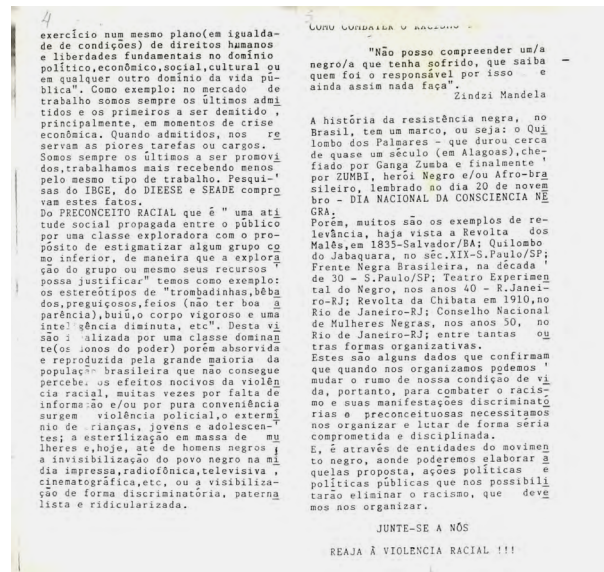 4
exercício num mesmo plano(em igualda-
de de condições) de direitos humanos
e liberdades fundamentais no domínio
político,econômico,social,cultural ou
em qualquer outro domínio da vida pú-
blica". Como exemplo: no mercado de
trabalho somos sempre os últimos admi
tidos e os primeiros a ser demitido ,
principalmente, em momentos de crise
econômica. Quando admitidos, nos re
servam as piores tarefas ou cargos.
Somos sempre os últimos a ser promovi
dos,trabalhamos mais recebendo menos
pelo mesmo tipo de trabalho. Pesqui-'
sas do IBGE, do DIEESE e SEADE compro
vam estes fatos.
Do PRECONCEITO RACIAL que é " uma ati
tude social propagada entre o público
por uma classe exploradora com o pro-
pósito de estigmatizar algum grupo co
mo inferior, de maneira que a explora
ção do grupo ou mesmo seus recursos '
possa justificar" temos como exemplo:
os estereótipos de "trombadinhas,bêba
dos,preguiçosos,feios (não ter boa a
parência),buiú,o corpo vigoroso e uma
inteligência diminuta, etc". Desta vi
são i alizada por uma classe dominan
te(os donos do poder) porém absorvida
e reproduzida pela grande maioria da
população brasileira que não consegue
perceber os efeitos nocivos da violên
cia racial, muitas vezes por falta de
informação e/ou por pura conveniência
surgem violência policial,o extermí
nio de crianças, jovens e adolescen-'
tes; a esterilização em massa de mu
lheres e,hoje, até de homens negros ;
a invisibilização do povo negro na mí
dia impressa,radiofônica,televisiva ,
cinematográfica,etc, ou a visibiliza-
ção de forma discriminatória, paterna
lista e ridicularizada.
COMO COMBATER O RACISMO
"Não posso compreender um/a
negro/a que tenha sofrido, que saiba
quem foi o responsável por isso e
ainda assim nada faça".
Zindzi Mandela
A história da resistência negra, no
Brasil, tem um marco, ou seja: o Qui
lombo dos Palmares - que durou cerca
de quase um século (em Alagoas),che-
fiado por Ganga Zumba e finalmente '
por ZUMBI, herói Negro e/ou Afro-bra
sileiro, lembrado no dia 20 de novem
bro - DIA NACIONAL DA CONSCIENCIA NE
GRA.
Porém, muitos são os exemplos de re-
levância, haja vista a Revolta dos
Malês,em 1835-Salvador/BA; Quilombo
do Jabaquara, no séc.XIX-S.Paulo/SP;
Frente Negra Brasileira, na década '
de 30 - S.Paulo/SP; Teatro Experimen
tal do Negro, nos anos 40 - R.Janei-
ro-RJ; Revolta da Chibata em 1910,no
Rio de Janeiro-RJ; Conselho Nacional
de Mulheres Negras, nos anos 50, no
Rio de Janeiro-RJ; entre tantas ou
tras formas organizativas.
Estes são alguns dados que confirmam
que quando nos organizamos podemos '
mudar o rumo de nossa condição de vi
da, portanto, para combater o racis-
mo e suas manifestações discriminató
rias e preconceituosas necessitamos
nos organizar e lutar de forma séria
comprometida e disciplinada.
E, é através de entidades do movimen
to negro, aonde poderemos elaborar a
quelas proposta, ações políticas e
políticas públicas que nos possibili
tarão eliminar o racismo, que deve
mos nos organizar.
JUNTE-SE A NÓS
REAJA À VIOLENCIA RACIAL !!!